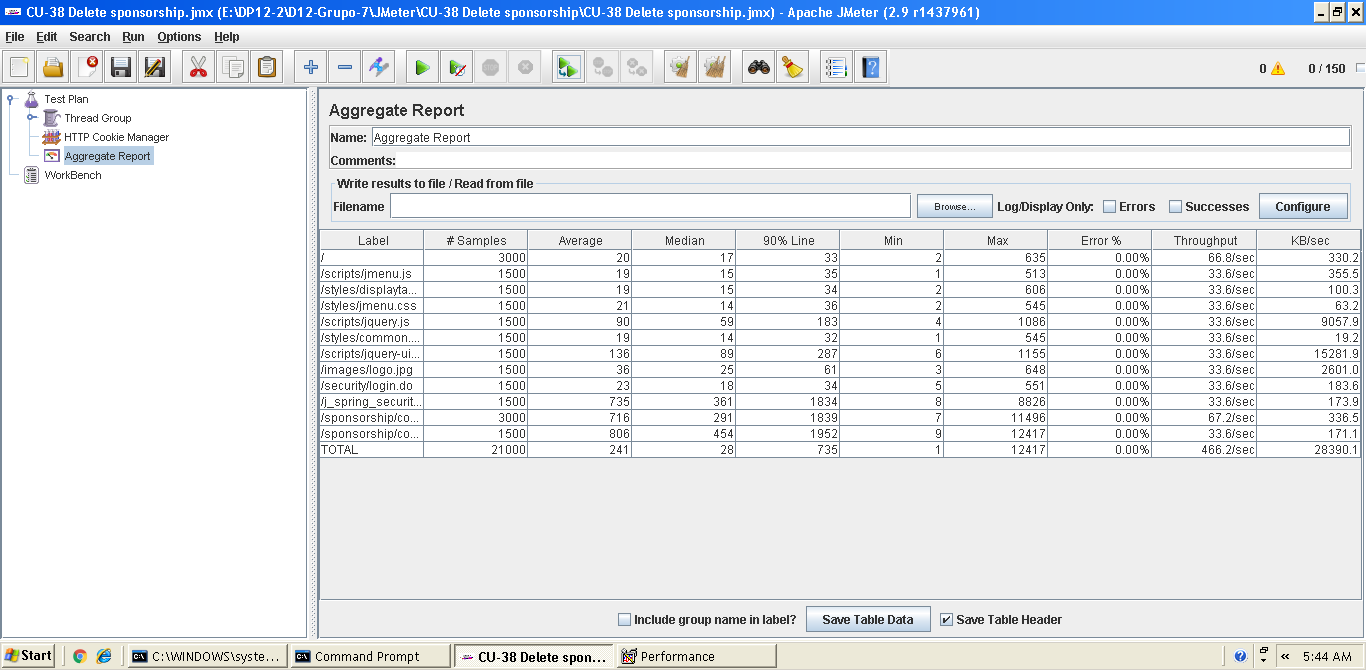 CU-38 Delete sponsorship.jmx (E:\DP12-2\D12-Grupo-7\JMeter\CU-38 Delete sponsorship\CU-38 Delete sponsorship.jmx) - Apache JMeter (2.9 r1437961)
File Edit Search Run Options Help
0 0 / 150
Test Plan
Thread Group
HTTP Cookie Manager
Aggregate Report
WorkBench
Aggregate Report
Name: Aggregate Report
Comments:
Write results to file / Read from file
Filename Browse... Log/Display Only: Errors Successes Configure
Label # Samples Average Median 90% Line Min Max Error % Throughput KB/sec
/ 3000 20 17 33 2 635 0.00% 66.8/sec 330.2
/scripts/jmenu.js 1500 19 15 35 1 513 0.00% 33.6/sec 355.5
/styles/displayta... 1500 19 15 34 2 606 0.00% 33.6/sec 100.3
/styles/jmenu.css 1500 21 14 36 2 545 0.00% 33.6/sec 63.2
/scripts/jquery.js 1500 90 59 183 4 1086 0.00% 33.6/sec 9057.9
/styles/common.... 1500 19 14 32 1 545 0.00% 33.6/sec 19.2
/scripts/jquery-ui... 1500 136 89 287 6 1155 0.00% 33.6/sec 15281.9
/images/logo.jpg 1500 36 25 61 3 648 0.00% 33.6/sec 2601.0
/security/login.do 1500 23 18 34 5 551 0.00% 33.6/sec 183.6
/j_spring_securit... 1500 735 361 1834 8 8826 0.00% 33.6/sec 173.9
/sponsorship/co... 3000 716 291 1839 7 11496 0.00% 67.2/sec 336.5
/sponsorship/co... 1500 806 454 1952 9 12417 0.00% 33.6/sec 171.1
TOTAL 21000 241 28 735 1 12417 0.00% 466.2/sec 28390.1
Include group name in label? Save Table Data Save Table Header
Start C:\WINDOWS\syste... Command Prompt CU-38 Delete spon... Performance « 5:44 AM